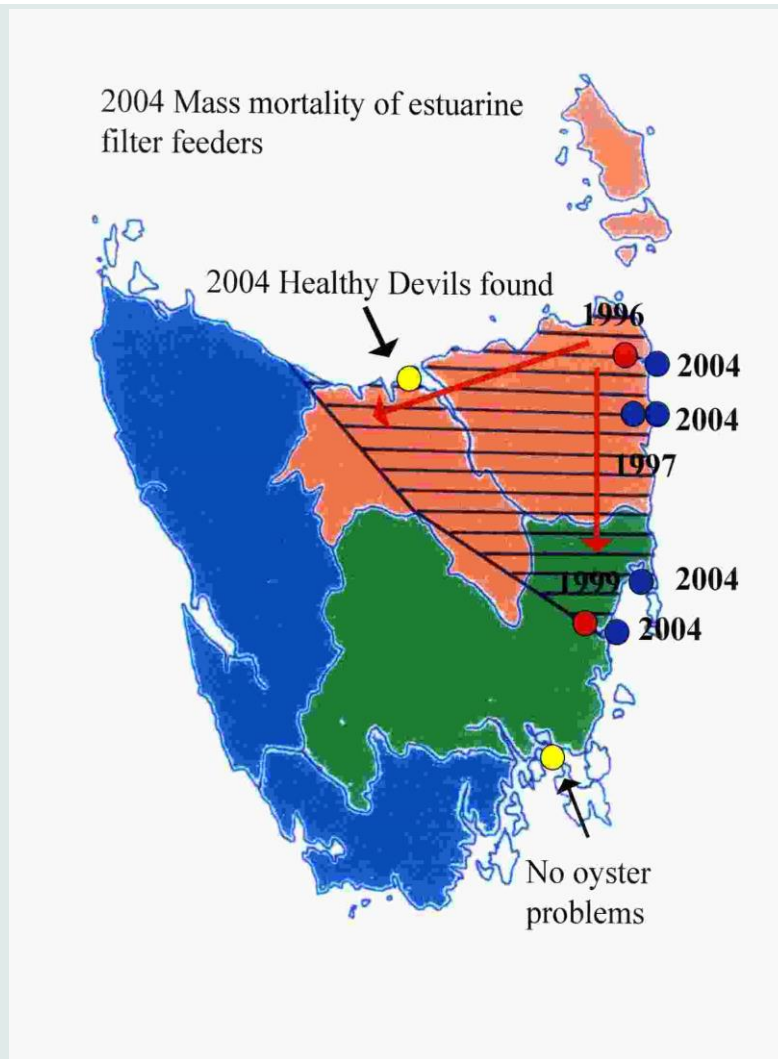 2004 Mass mortality of estuarine
filter feeders
2004 Healthy Devils found
1996
2004
2004
1997
1999
2004
2004
No oyster
problems